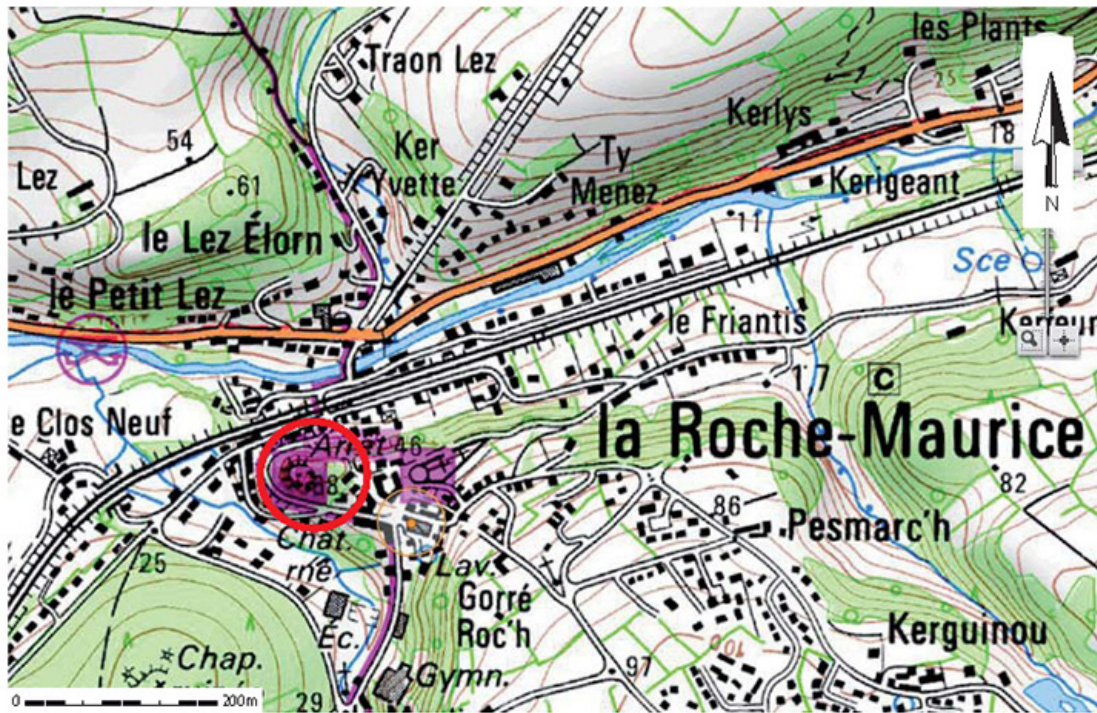 les Plants
Traon Lez
25
Kerlys
18
54
Ker
Yvette
Ty
Menez
Lez
61
Kerigeant
N
le Lez Élorn
11
Sce
le Petit Lez
le Friantis
17
C
e Clos Neuf
la Roche-Maurice
46
82
86
Chât.
Pesmarc'h
25
Lav.
Gorré
Roc'h
Éc.
Kerguinou
Chap.
97
Gymn.
29
0 200m